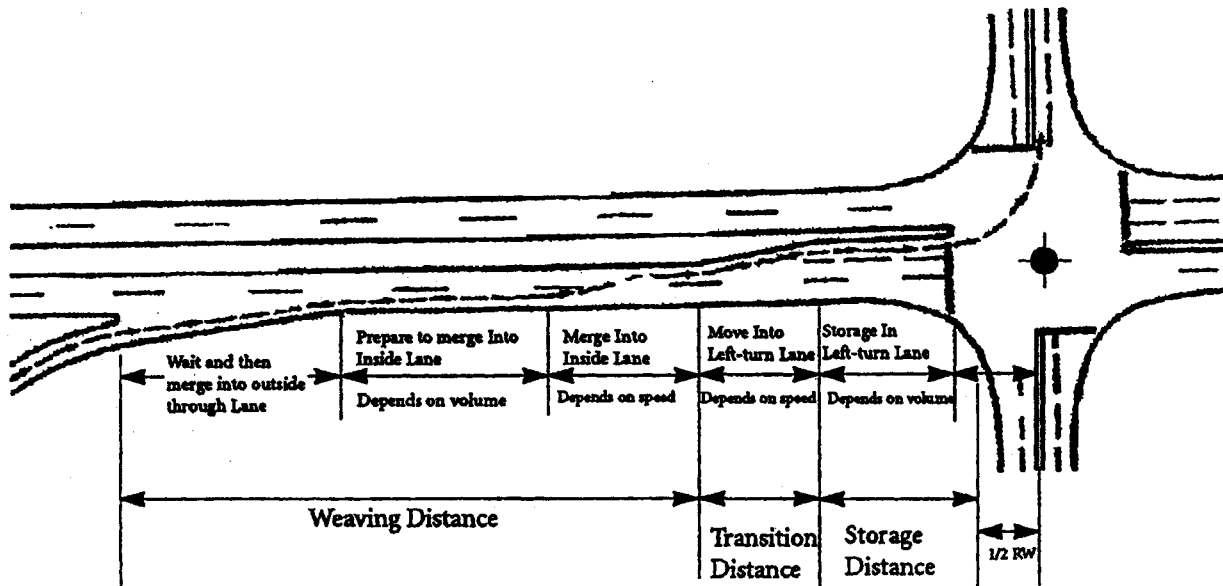 Wait and then
merge into outside
through Lane
Prepare to merge Into
Inside Lane
Depends on volume
Merge Into
Inside Lane
Depends on speed
Move Into
Left-turn Lane
Depends on speed
Storage In
Left-turn Lane
Depends on volume
Weaving Distance
Transition
Distance
Storage
Distance
1/2 RW